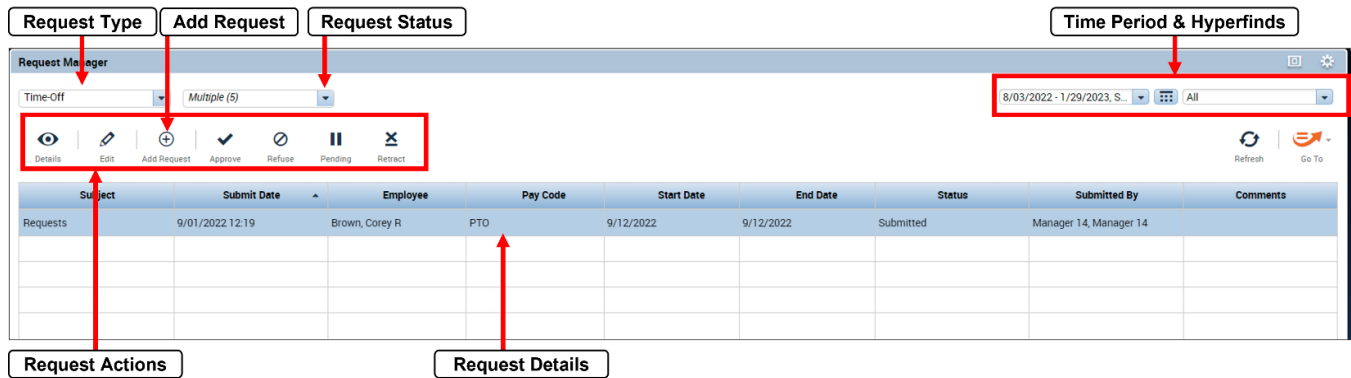 Request Type Add Request Request Status Time Period & Hyperfinds
Request Manager
Time-Off Multiple (5) 8/03/2022 - 1/29/2023, S... All
Details Edit Add Request Approve Refuse Pending Retract Refresh Go To
Subject Submit Date Employee Pay Code Start Date End Date Status Submitted By Comments
Requests 9/01/2022 12:19 Brown, Corey R PTO 9/12/2022 9/12/2022 Submitted Manager 14, Manager 14
Request Actions Request Details